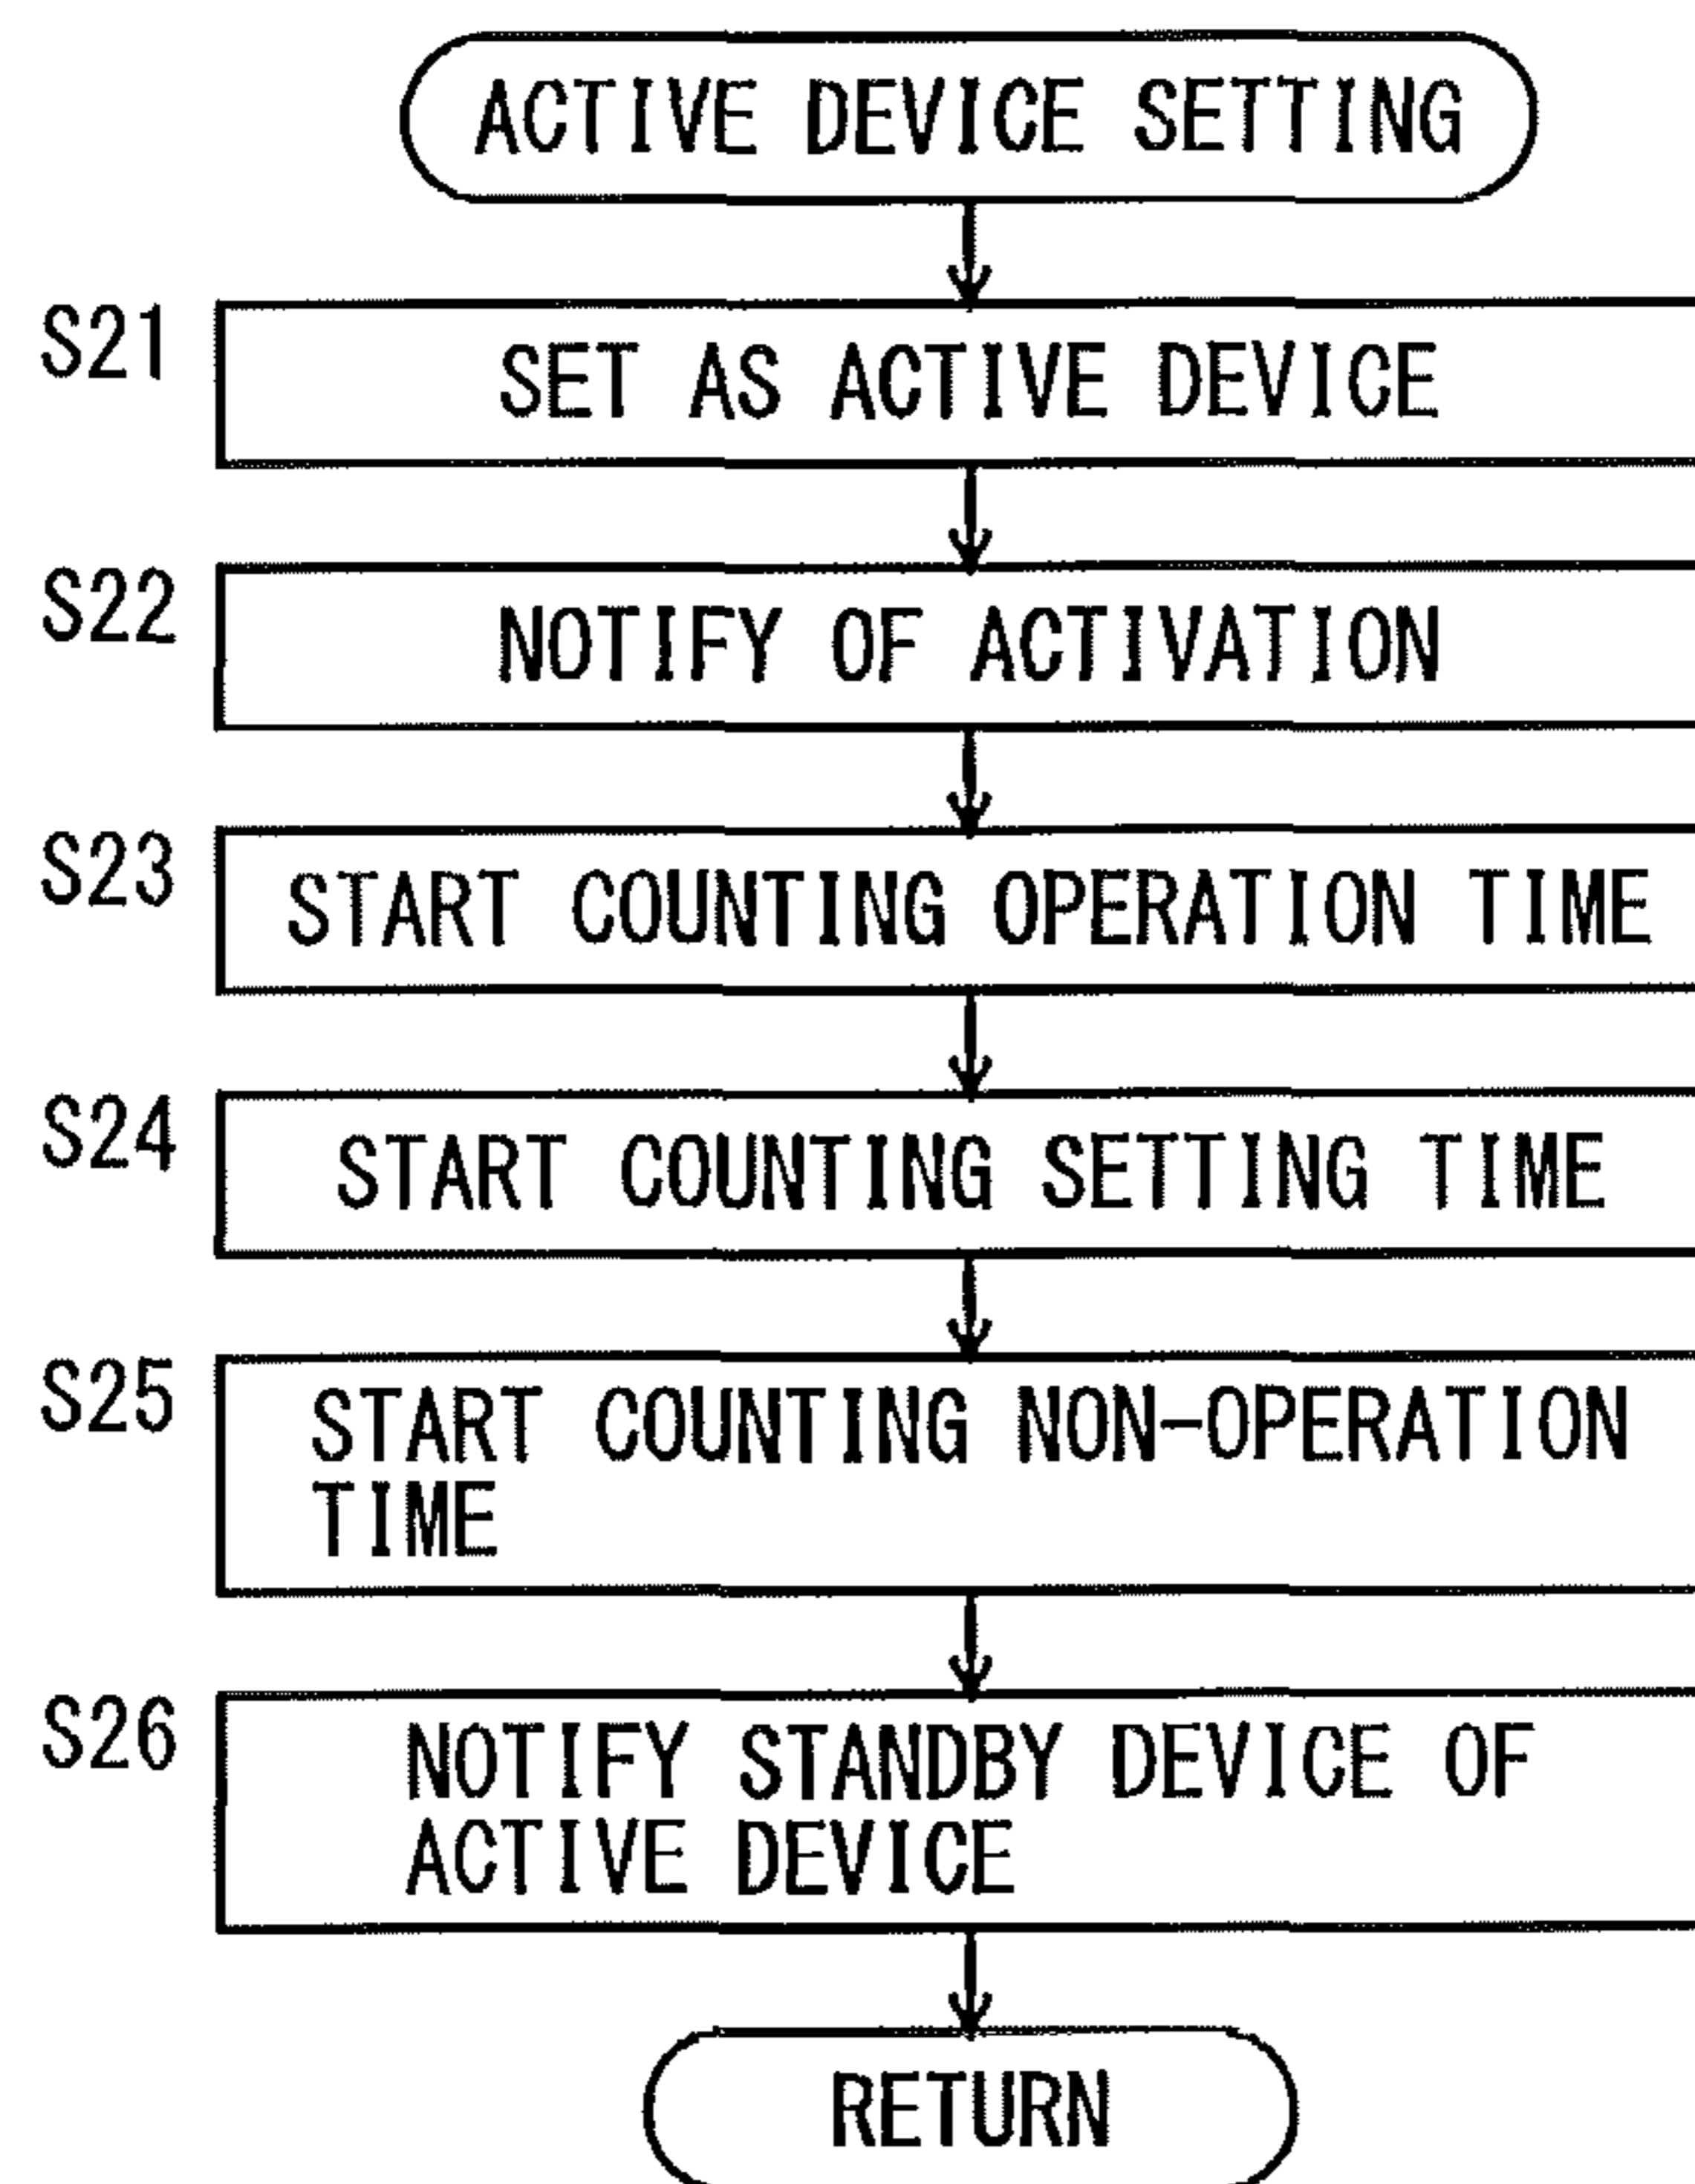 ACTIVE DEVICE SETTING
S21
SET AS ACTIVE DEVICE
S22
NOTIFY OF ACTIVATION
S23
START COUNTING OPERATION TIME
S24
START COUNTING SETTING TIME
S25
START COUNTING NON-OPERATION
TIME
S26
NOTIFY STANDBY DEVICE OF
ACTIVE DEVICE
RETURN